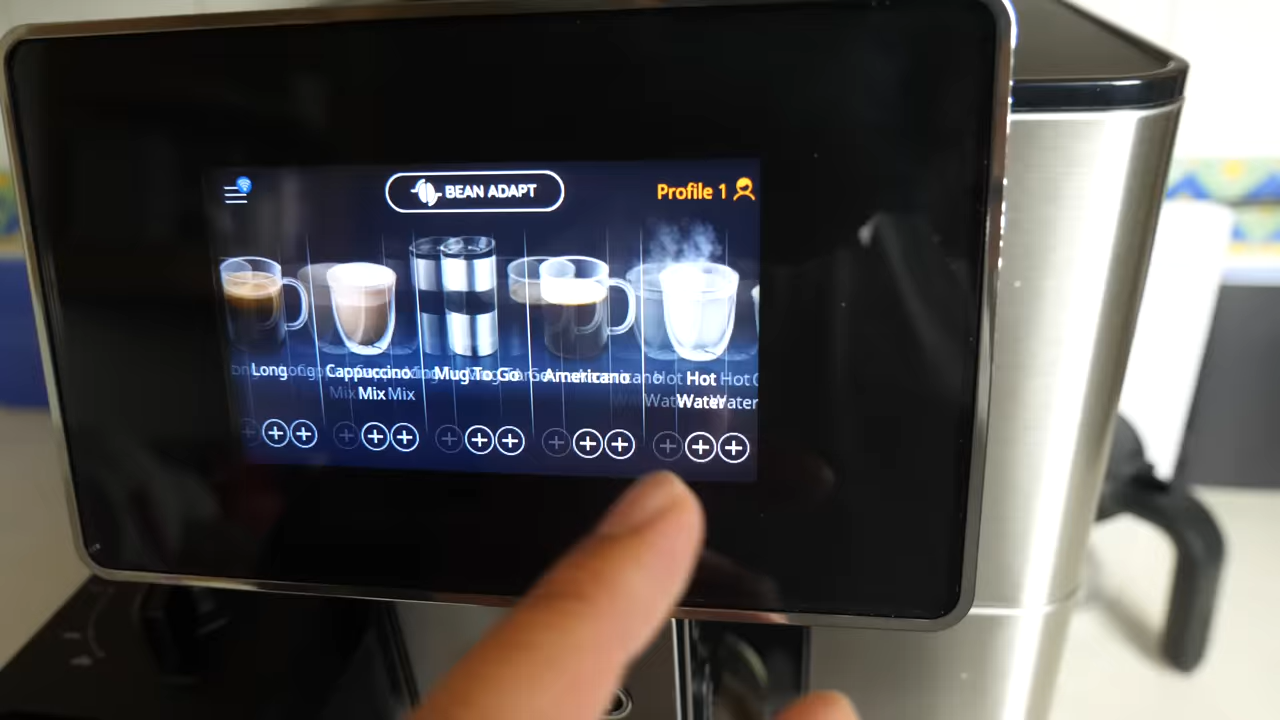 BEAN ADAPT
Profile 1
Long
Cappuccino
Mix
Mug To Go
Americano
Hot
Water